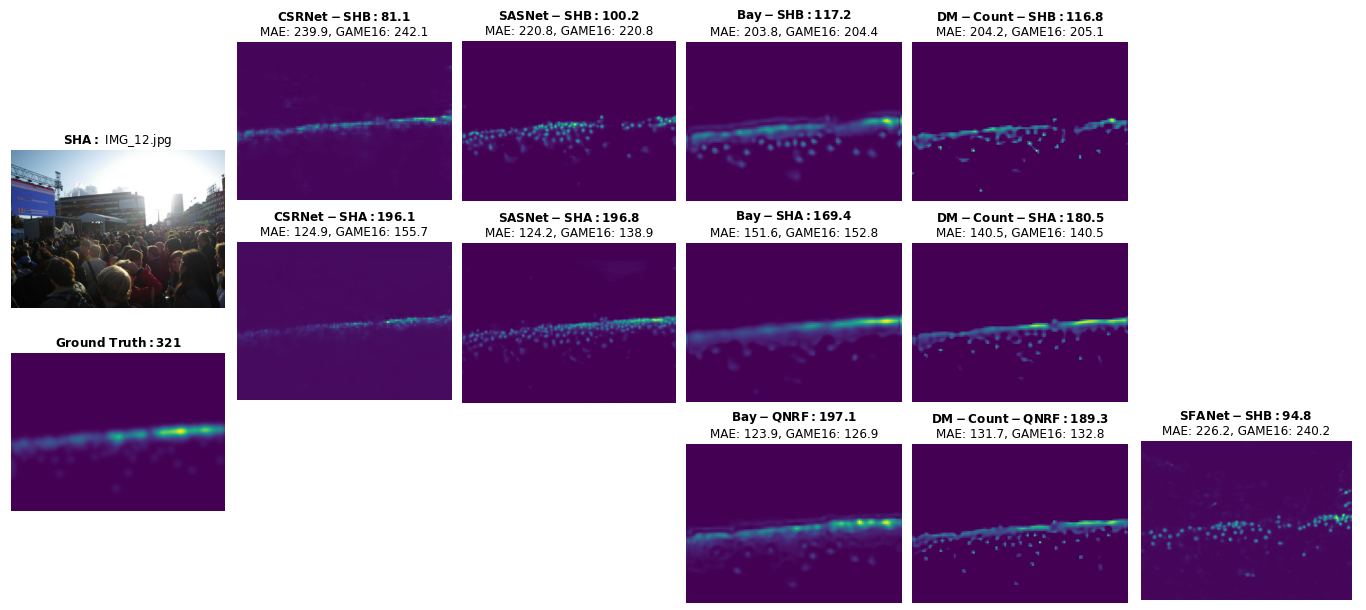 SHA: IMG_12.jpg
Ground Truth: 321
CSRNet − SHB: 81.1
MAE: 239.9, GAME16: 242.1
SASNet − SHB: 100.2
MAE: 220.8, GAME16: 220.8
Bay − SHB: 117.2
MAE: 203.8, GAME16: 204.4
DM − Count − SHB: 116.8
MAE: 204.2, GAME16: 205.1
CSRNet − SHA: 196.1
MAE: 124.9, GAME16: 155.7
SASNet − SHA: 196.8
MAE: 124.2, GAME16: 138.9
Bay − SHA: 169.4
MAE: 151.6, GAME16: 152.8
DM − Count − SHA: 180.5
MAE: 140.5, GAME16: 140.5
Bay − QNRF: 197.1
MAE: 123.9, GAME16: 126.9
DM − Count − QNRF: 189.3
MAE: 131.7, GAME16: 132.8
SFANet − SHB: 94.8
MAE: 226.2, GAME16: 240.2